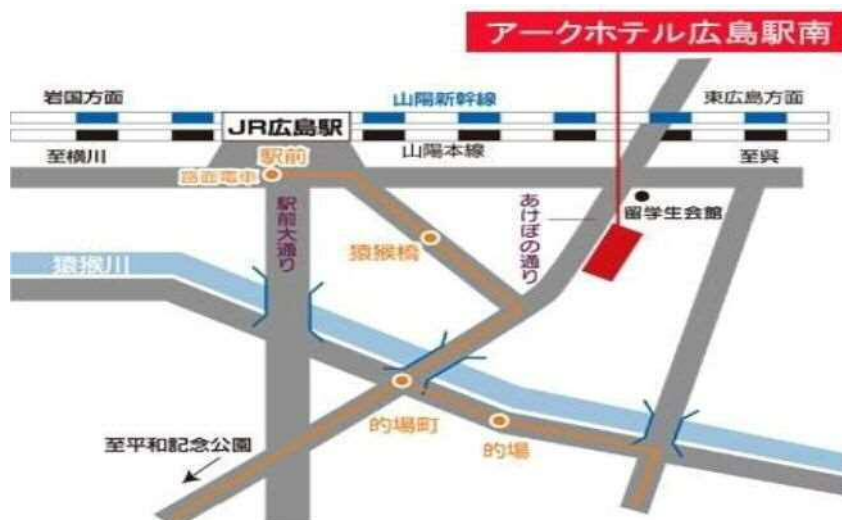 アークホテル広島駅南
岩国方面
山陽新幹線
東広島方面
JR広島駅
至横川
駅前
山陽本線
至呉
路面電車
駅前大通り
あけぼの通り
留学生会館
猿猴橋
猿猴川
的場町
的場
至平和記念公園